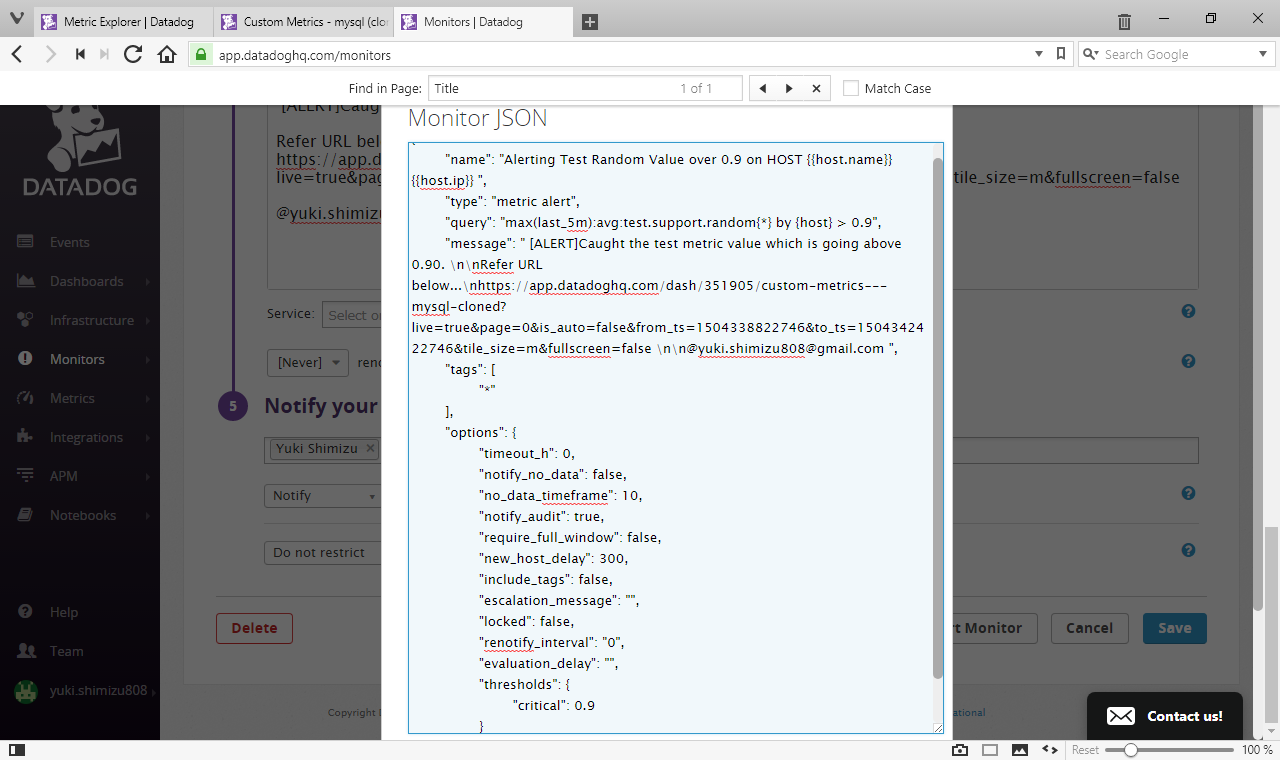 Metric Explorer | Datadog
Custom Metrics - mysql (clon
Monitors | Datadog
app.datadoghq.com/monitors
Search Google
Find in Page:
Title
1 of 1
Match Case
DATADOG
Events
Dashboards
Infrastructure
Monitors
Metrics
Integrations
APM
Notebooks
Help
Team
yuki.shimizu808
[ALERT]Caug
Refer URL bel
https://app.d
live=true&pag
tile_size=m&fullscreen=false
@yuki.shimizu
Service:
Select or
[Never]
reno
5
Notify your
Yuki Shimizu
Notify
Do not restrict
Delete
rt Monitor
Cancel
Save
Copyright
ational
Monitor JSON
{
"name": "Alerting Test Random Value over 0.9 on HOST {{host.name}}
{{host.ip}} ",
"type": "metric alert",
"query": "max(last_5m):avg:test.support.random{*} by {host} > 0.9",
"message": " [ALERT]Caught the test metric value which is going above
0.90. \n\nRefer URL
below...\nhttps://app.datadoghq.com/dash/351905/custom-metrics---
mysql-cloned?
live=true&page=0&is_auto=false&from_ts=1504338822746&to_ts=15043424
22746&tile_size=m&fullscreen=false \n\n@yuki.shimizu808@gmail.com ",
"tags": [
"*"
],
"options": {
"timeout_h": 0,
"notify_no_data": false,
"no_data_timeframe": 10,
"notify_audit": true,
"require_full_window": false,
"new_host_delay": 300,
"include_tags": false,
"escalation_message": "",
"locked": false,
"renotify_interval": "0",
"evaluation_delay": "",
"thresholds": {
"critical": 0.9
}
Contact us!
Reset
100 %